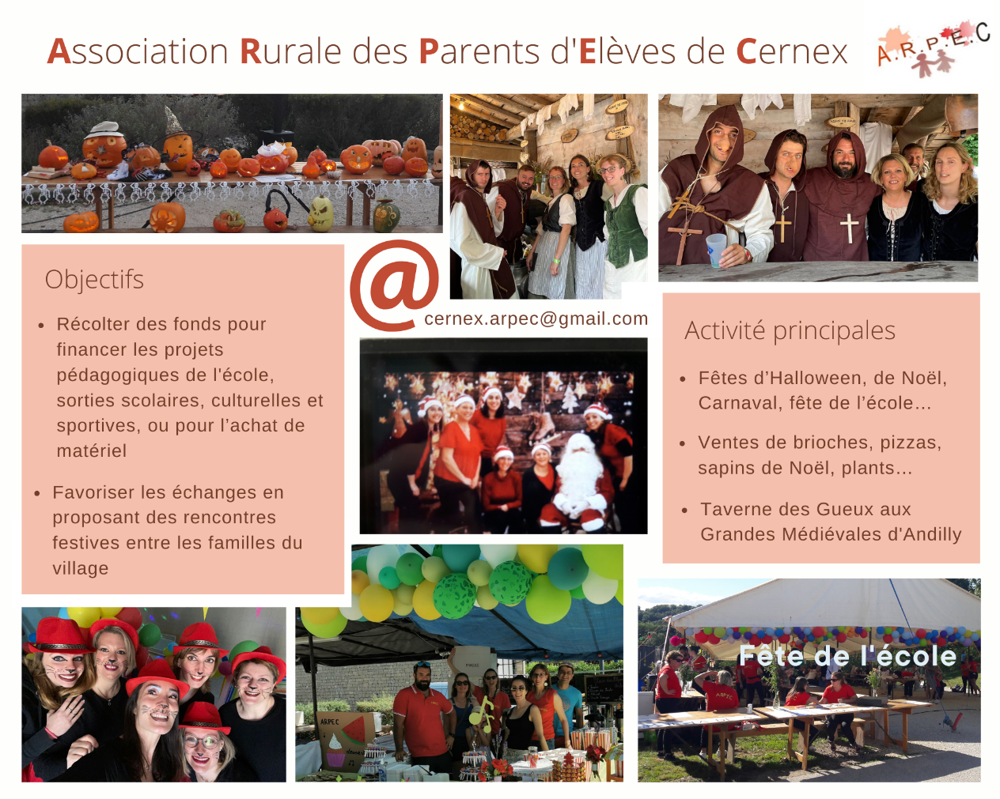 Association Rurale des Parents d'Elèves de Cernex
A.R.P.E.C
Objectifs
• Récolter des fonds pour
financer les projets
pédagogiques de l'école,
sorties scolaires, culturelles et
sportives, ou pour l’achat de
matériel
• Favoriser les échanges en
proposant des rencontres
festives entre les familles du
village
@
cernex.arpec@gmail.com
Activité principales
• Fêtes d’Halloween, de Noël,
Carnaval, fête de l’école...
• Ventes de brioches, pizzas,
sapins de Noël, plants...
• Taverne des Gueux aux
Grandes Médiévales d'Andilly
ARPEC
Fête de l'école
ARPEC